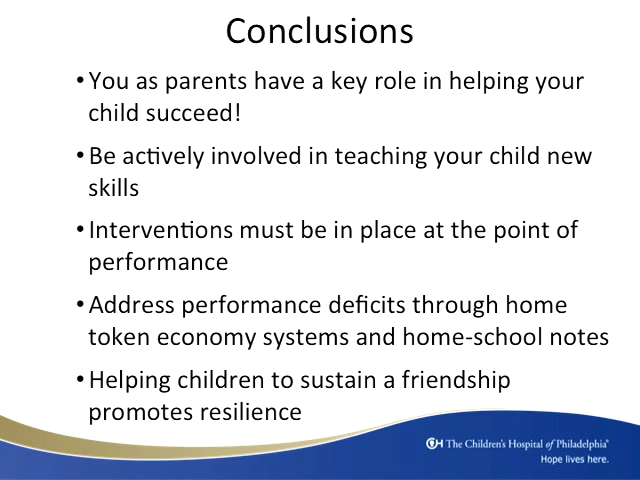 Conclusions
• You as parents have a key role in helping your
child succeed!
• Be actively involved in teaching your child new
skills
• Interventions must be in place at the point of
performance
• Address performance deficits through home
token economy systems and home-school notes
• Helping children to sustain a friendship
promotes resilience
The Children's Hospital of Philadelphia®
Hope lives here.